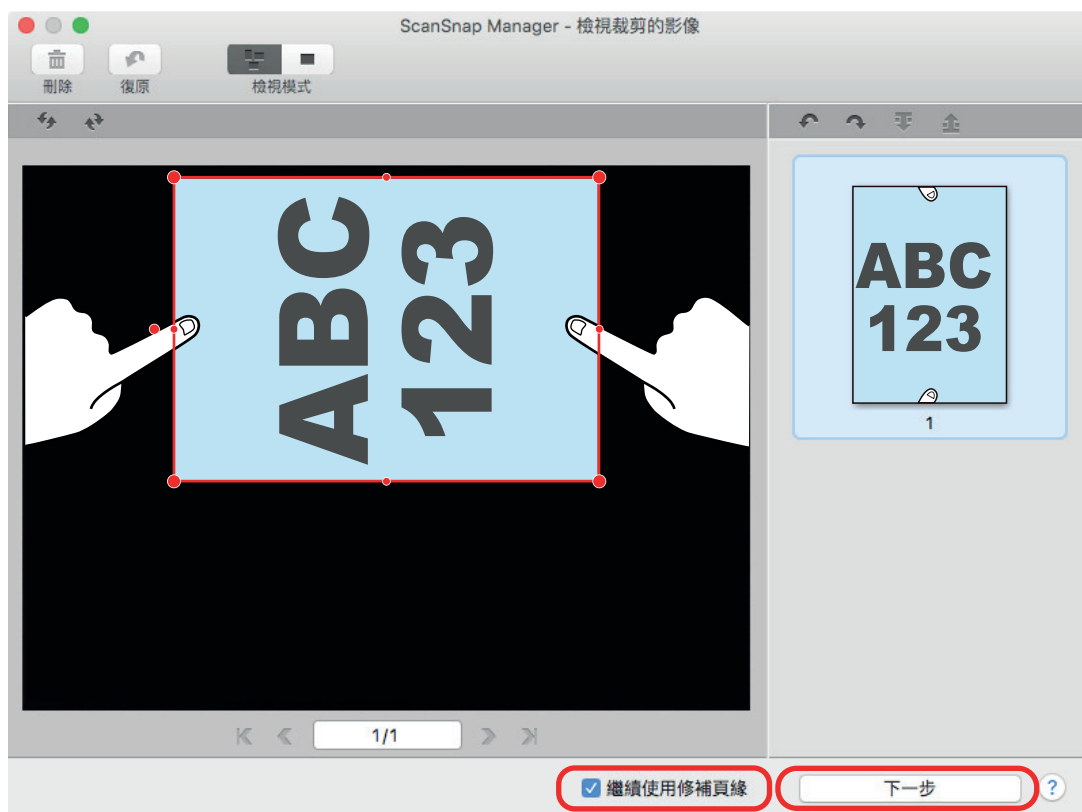 ScanSnap Manager - 檢視裁剪的影像
刪除 復原 檢視模式
ABC
123
ABC
123
1
1/1
繼續使用修補頁緣 下一步 ?